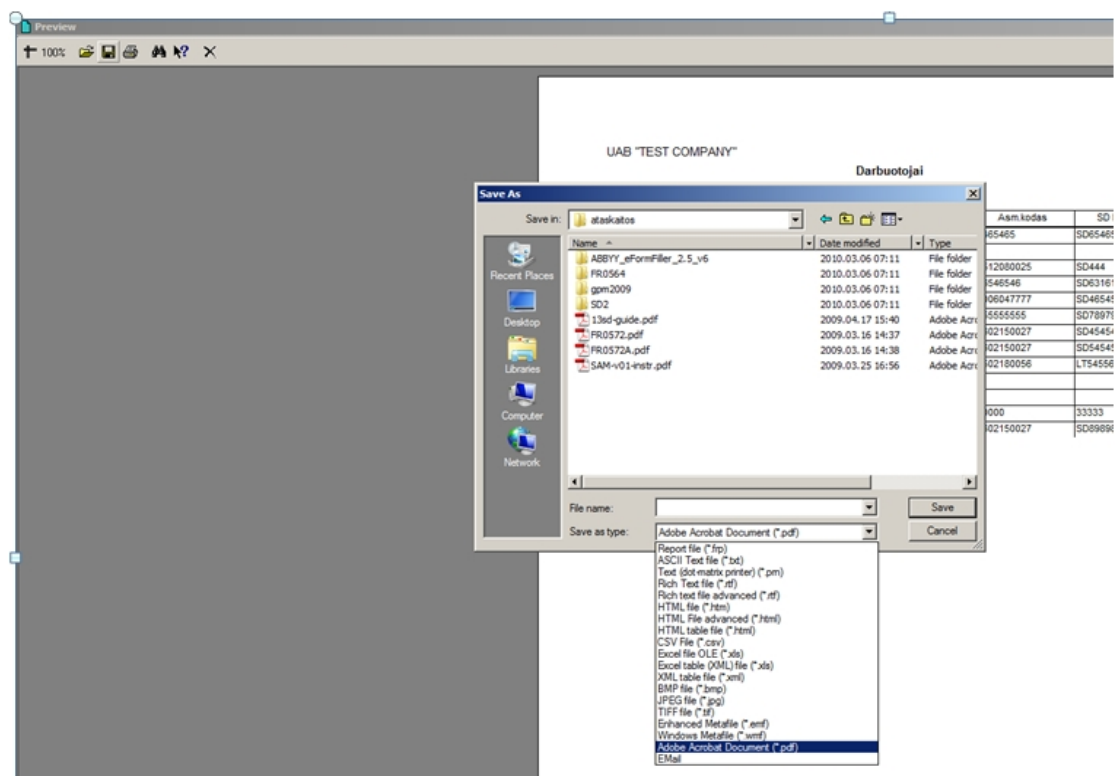 Preview
100%
UAB "TEST COMPANY"
Darbuotojai
Save As
Save in: ataskaitos
Name Date modified Type
ABBYY_eFormFiller_2.5_v6 2010.03.06 07:11 File folder
FR0564 2010.03.06 07:11 File folder
gpm2009 2010.03.06 07:11 File folder
SD2 2010.03.06 07:11 File folder
13sd-guide.pdf 2009.04.17 15:40 Adobe Acro
FR0572.pdf 2009.03.16 14:37 Adobe Acro
FR0572A.pdf 2009.03.16 14:38 Adobe Acro
SAM-v01-instr.pdf 2009.03.25 16:56 Adobe Acro
Recent Places
Desktop
Libraries
Computer
Network
File name: Save
Save as type: Adobe Acrobat Document (*.pdf) Cancel
Report file (*.frp)
ASCII Text file (*.txt)
Text (dot-matrix printer) (*.prn)
Rich Text file (*.rtf)
Rich text file advanced (*.rtf)
HTML file (*.htm)
HTML File advanced (*.html)
HTML table file (*.html)
CSV File (*.csv)
Excel file OLE (*.xls)
Excel table (XML) file (*.xls)
XML table file (*.xml)
BMP file (*.bmp)
JPEG file (*.jpg)
TIFF file (*.tif)
Enhanced Metafile (*.emf)
Windows Metafile (*.wmf)
Adobe Acrobat Document (*.pdf)
EMail
Asm.kodas SD
65465 SD6546
12080025 SD444
546546 SD6316
06047777 SD4654
5555555 SD7897
02150027 SD4545
02150027 SD5454
02180056 LT5455
0000 33333
02150027 SD8989